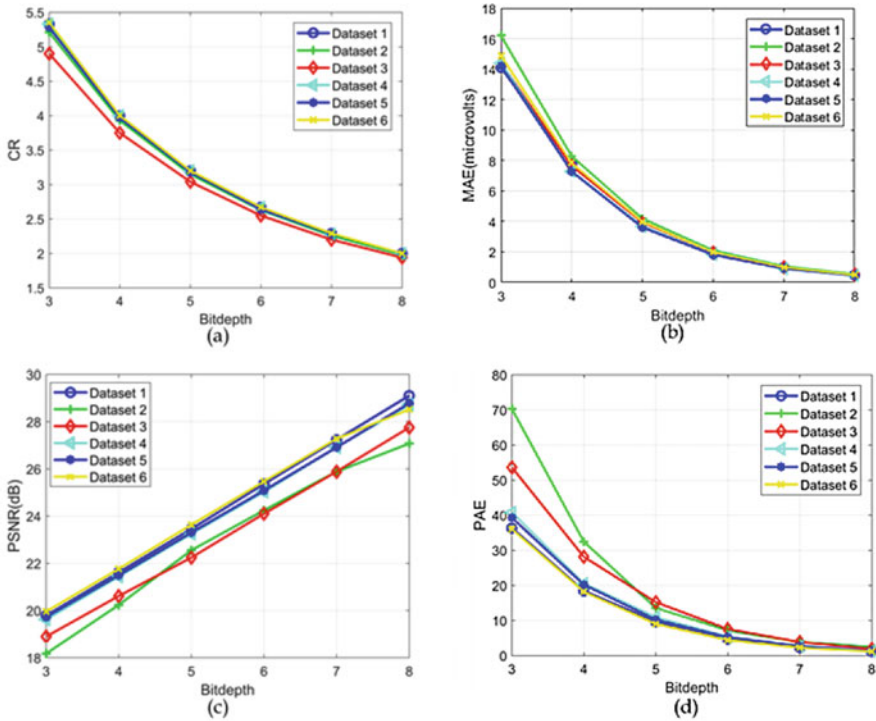 5.5
5
4.5
4
3.5
3
2.5
2
1.5
CR
Dataset 1
Dataset 2
Dataset 3
Dataset 4
Dataset 5
Dataset 6
3 4 5 6 7 8
Bitdepth
(a)
18
16
14
12
10
8
6
4
2
0
MAE(microvolts)
Dataset 1
Dataset 2
Dataset 3
Dataset 4
Dataset 5
Dataset 6
3 4 5 6 7 8
Bitdepth
(b)
30
28
26
24
22
20
18
PSNR(dB)
Dataset 1
Dataset 2
Dataset 3
Dataset 4
Dataset 5
Dataset 6
3 4 5 6 7 8
Bitdepth
(c)
80
70
60
50
40
30
20
10
0
PAE
Dataset 1
Dataset 2
Dataset 3
Dataset 4
Dataset 5
Dataset 6
3 4 5 6 7 8
Bitdepth
(d)